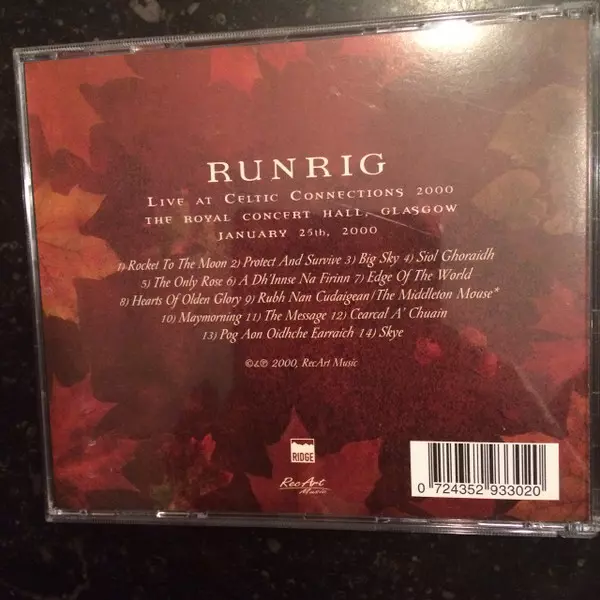 RUNRIG
LIVE AT CELTIC CONNECTIONS 2000
THE ROYAL CONCERT HALL, GLASGOW
JANUARY 25th, 2000
1) Rocket To The Moon 2) Protect And Survive 3) Big Sky 4) Siol Ghoraidh
5) The Only Rose 6) A Dh'Innse Na Firinn 7) Edge Of The World
8) Hearts Of Olden Glory 9) Rubh Nan Cudaigean/The Middleton Mouse*
10) Maymorning 11) The Message 12) Cearcal A' Chuain
13) Pog Aon Oidhche Earraich 14) Skye
©&℗ 2000, RecArt Music
RIDGE
RecArt
Music
0 724352 933020